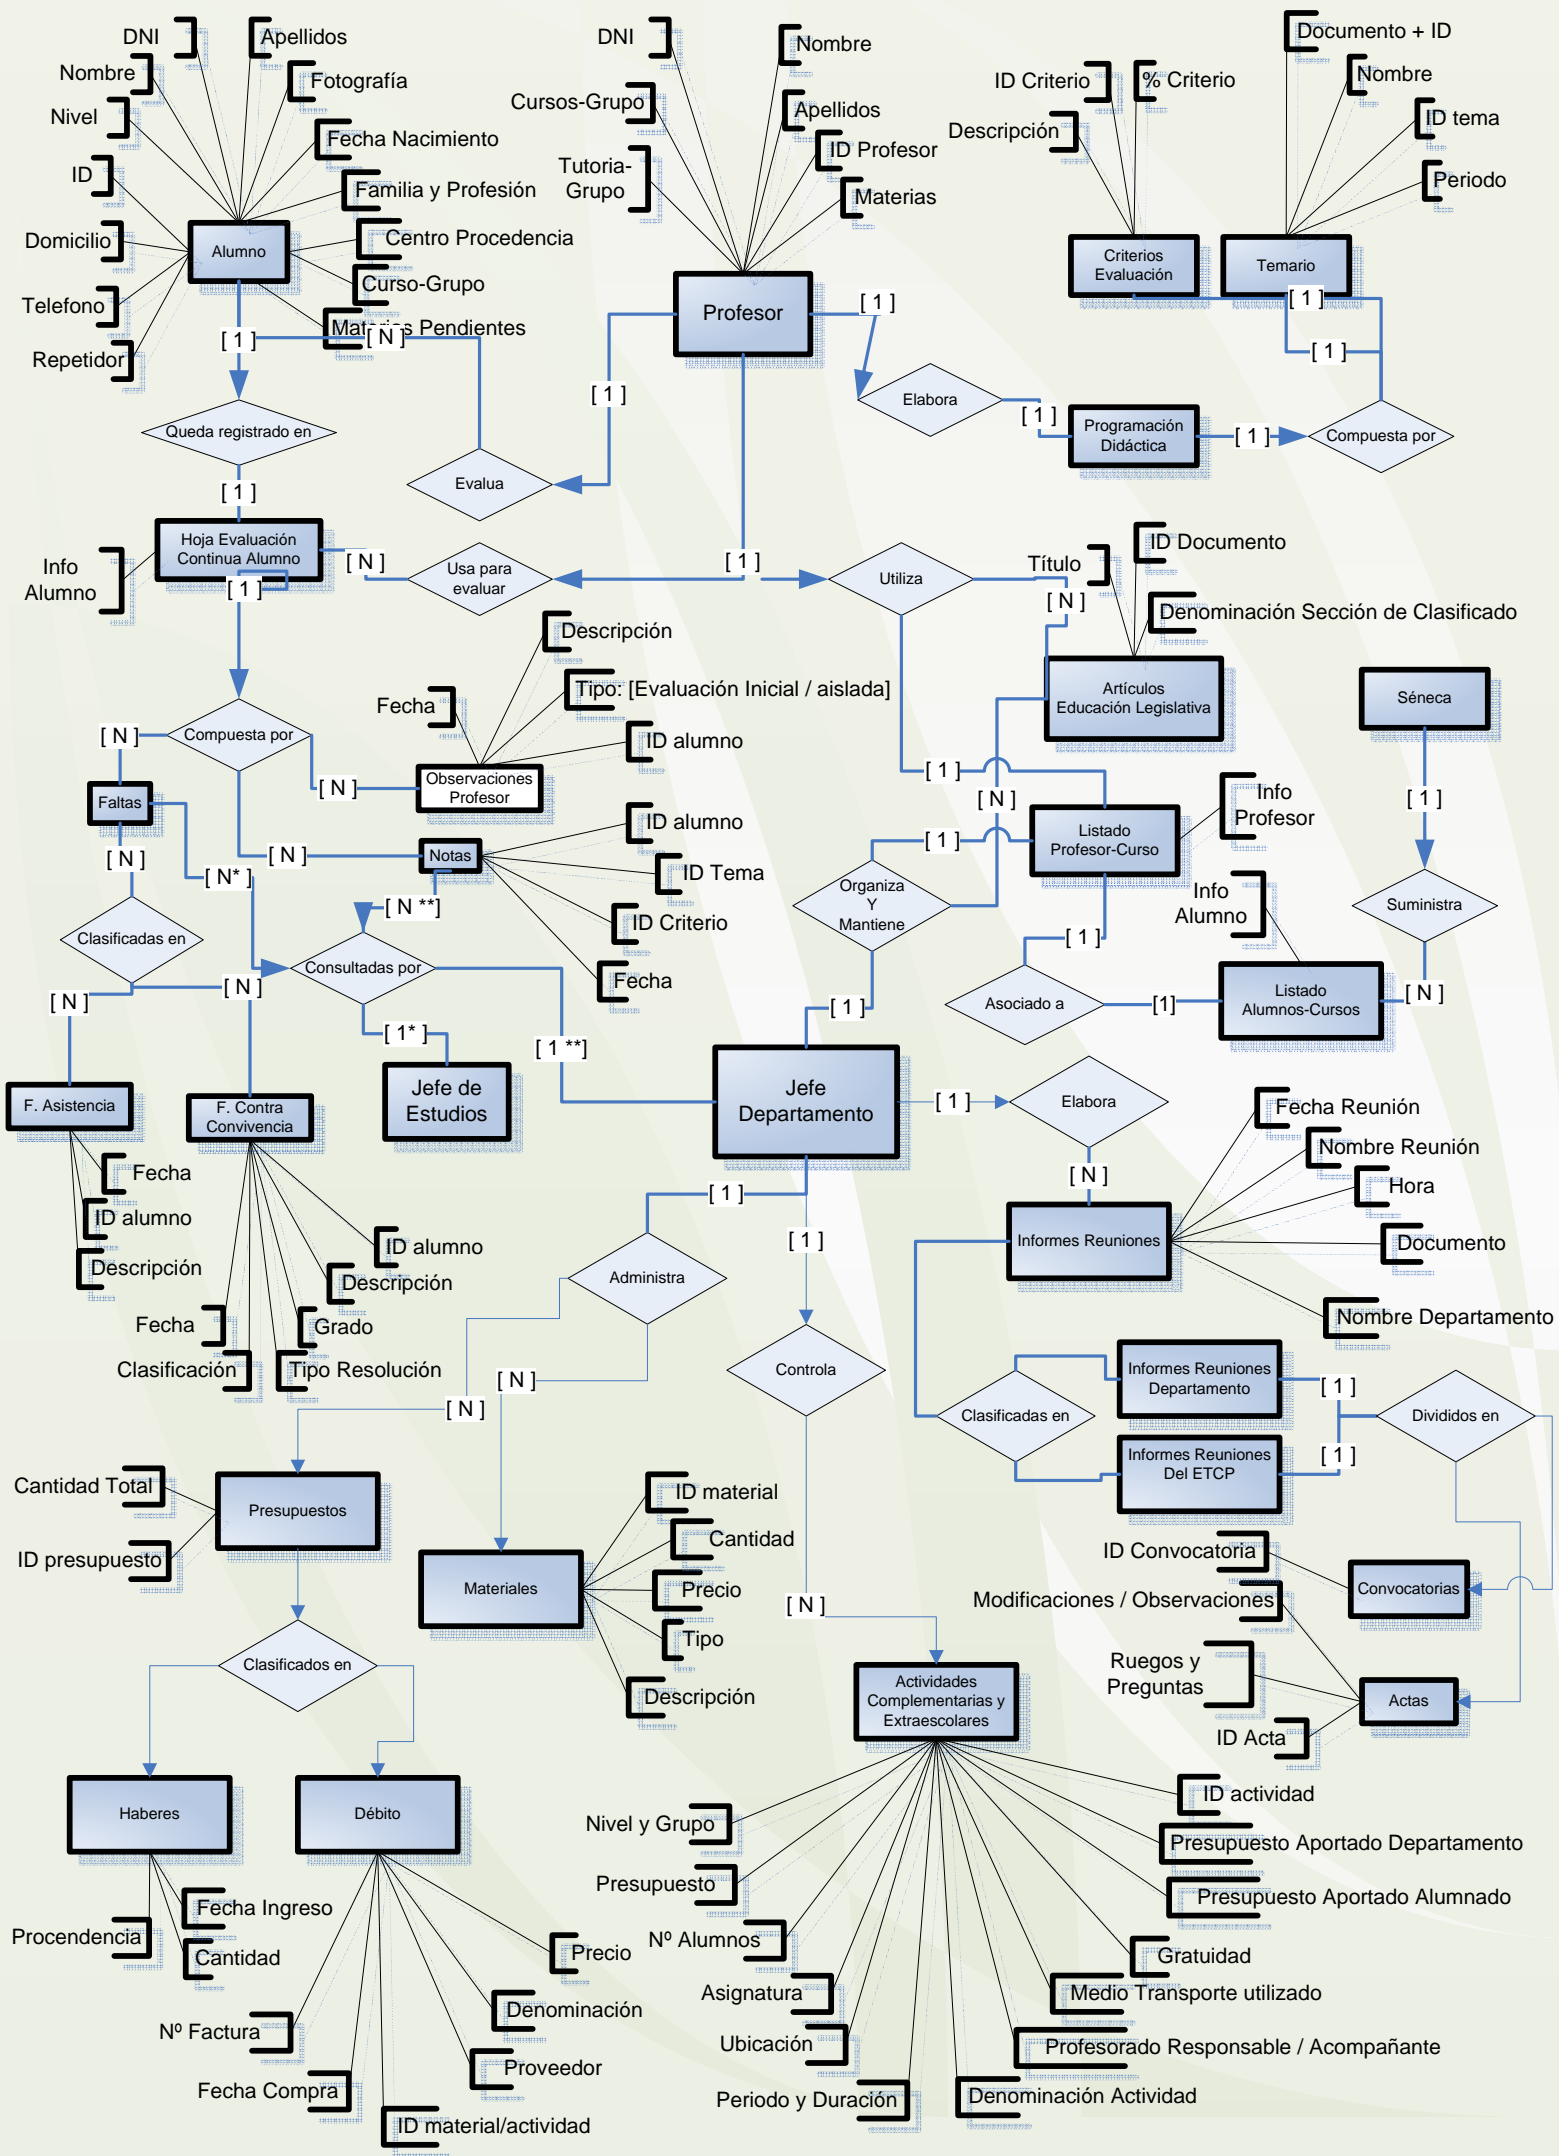 DNI
Apellidos
Nombre
Fotografía
Nivel
Fecha Nacimiento
ID
Familia y Profesión
Domicilio
Alumno
Centro Procedencia
Telefono
Curso-Grupo
Materias Pendientes
Repetidor
DNI
Nombre
Cursos-Grupo
Apellidos
ID Profesor
Tutoria-
Grupo
Materias
Profesor
Documento + ID
ID Criterio
% Criterio
Nombre
Descripción
ID tema
Periodo
Criterios
Evaluación
Temario
[ 1 ]
[ 1 ]
[ 1 ]
[ N ]
[ 1 ]
[ 1 ]
Elabora
[ 1 ]
Programación
Didáctica
[ 1 ]
Compuesta por
Queda registrado en
Evalua
[ 1 ]
Hoja Evaluación
Continua Alumno
[ N ]
Usa para
evaluar
[ 1 ]
Utiliza
Info
Alumno
[ 1 ]
Título
ID Documento
[ N ]
Denominación Sección de Clasificado
Artículos
Educación Legislativa
Séneca
Descripción
Tipo: [Evaluación Inicial / aislada]
Fecha
ID alumno
[ N ]
Compuesta por
[ N ]
Observaciones
Profesor
[ 1 ]
[ N ]
Info
Profesor
[ 1 ]
Faltas
ID alumno
[ 1 ]
Listado
Profesor-Curso
[ N ]
[ N* ]
[ N ]
Notas
ID Tema
Organiza
Y
Mantiene
Info
Alumno
Suministra
[ N **]
ID Criterio
Clasificadas en
[ 1 ]
Consultadas por
Fecha
[ N ]
[ N ]
[ 1 ]
Asociado a
[1]
Listado
Alumnos-Cursos
[ N ]
[ 1* ]
[ 1 **]
Jefe de
Estudios
Jefe
Departamento
[ 1 ]
Elabora
F. Asistencia
F. Contra
Convivencia
Fecha Reunión
Nombre Reunión
Hora
Documento
Nombre Departamento
[ N ]
Informes Reuniones
Fecha
ID alumno
Descripción
ID alumno
Descripción
Fecha
Grado
Clasificación
Tipo Resolución
[ 1 ]
[ 1 ]
Administra
Controla
[ N ]
[ N ]
Informes Reuniones
Departamento
[ 1 ]
Clasificadas en
Divididos en
Informes Reuniones
Del ETCP
[ 1 ]
Cantidad Total
Presupuestos
ID presupuesto
ID material
Cantidad
Materiales
Precio
Tipo
Descripción
[ N ]
ID Convocatoria
Convocatorias
Modificaciones / Observaciones
Ruegos y
Preguntas
Actas
ID Acta
Clasificados en
Actividades
Complementarias y
Extraescolares
Haberes
Débito
Fecha Ingreso
Procendencia
Cantidad
Precio
Denominación
Nº Factura
Proveedor
Fecha Compra
ID material/actividad
ID actividad
Nivel y Grupo
Presupuesto Aportado Departamento
Presupuesto
Presupuesto Aportado Alumnado
Nº Alumnos
Gratuidad
Asignatura
Medio Transporte utilizado
Ubicación
Profesorado Responsable / Acompañante
Periodo y Duración
Denominación Actividad